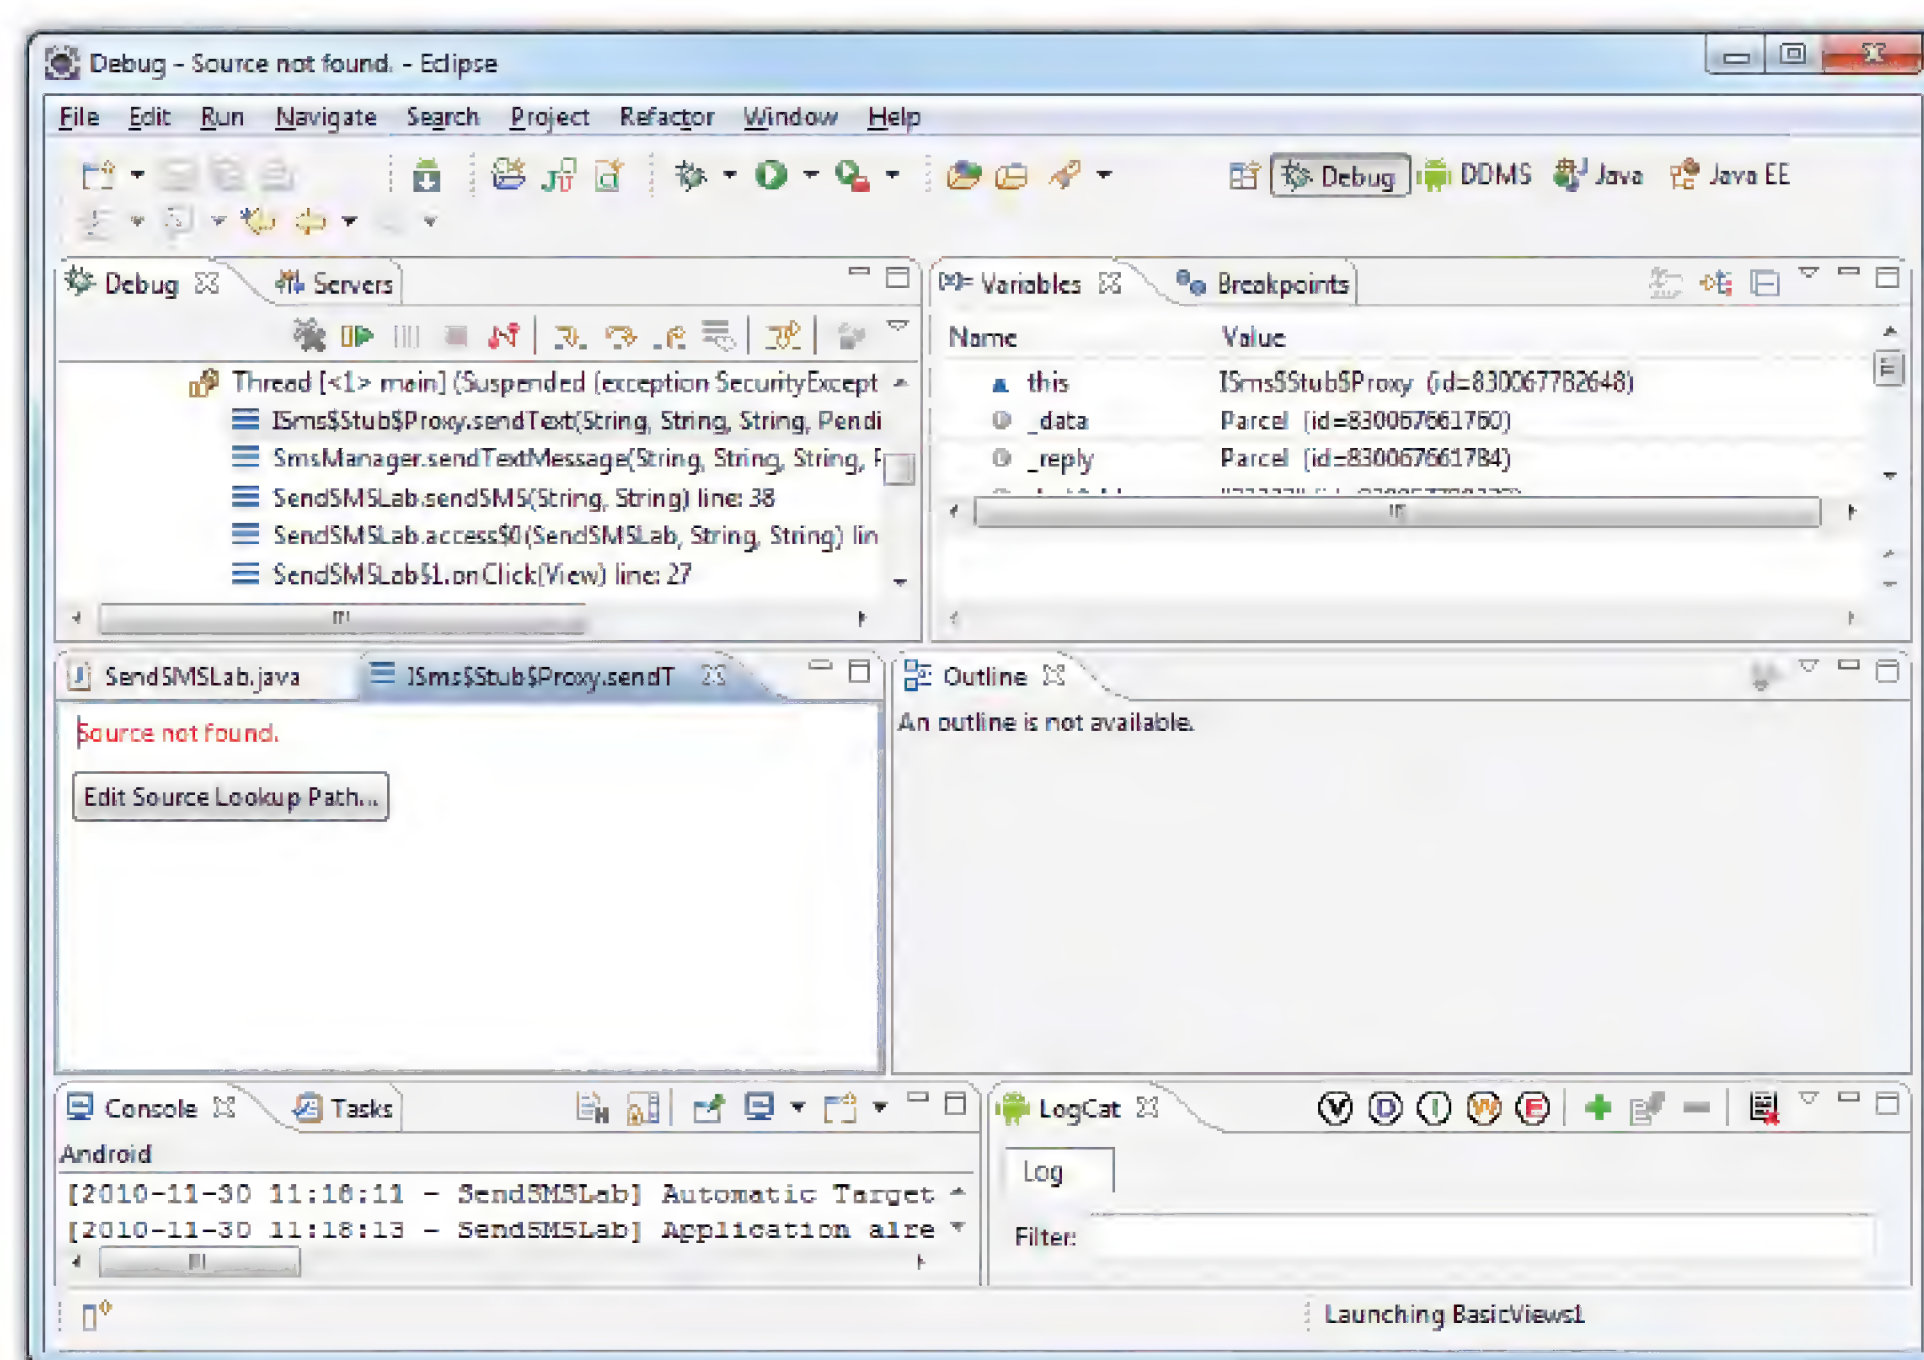 Debug - Source not found. - Eclipse
File Edit Run Navigate Search Project Refactor Window Help
Debug DDMS Java Java EE
Debug Servers
Thread [<1> main] (Suspended (exception SecurityExcept
ISms$Stub$Proxy.sendText(String, String, String, Pendi
SmsManager.sendTextMessage(String, String, String, F
SendSMSLab.sendSMS(String, String) line: 38
SendSMSLab.access$0(SendSMSLab, String, String) lin
SendSMSLab$1.onClick(View) line: 27
Variables Breakpoints
Name Value
this ISms$Stub$Proxy (id=830067782648)
_data Parcel (id=830067661760)
_reply Parcel (id=830067661784)
SendSMSLab.java ISms$Stub$Proxy.sendT
Source not found.
Edit Source Lookup Path...
Outline
An outline is not available.
Console Tasks
Android
[2010-11-30 11:18:11 - SendSMSLab] Automatic Target
[2010-11-30 11:18:13 - SendSMSLab] Application alre
LogCat V D I W E
Log
Filter:
Launching BasicViews1